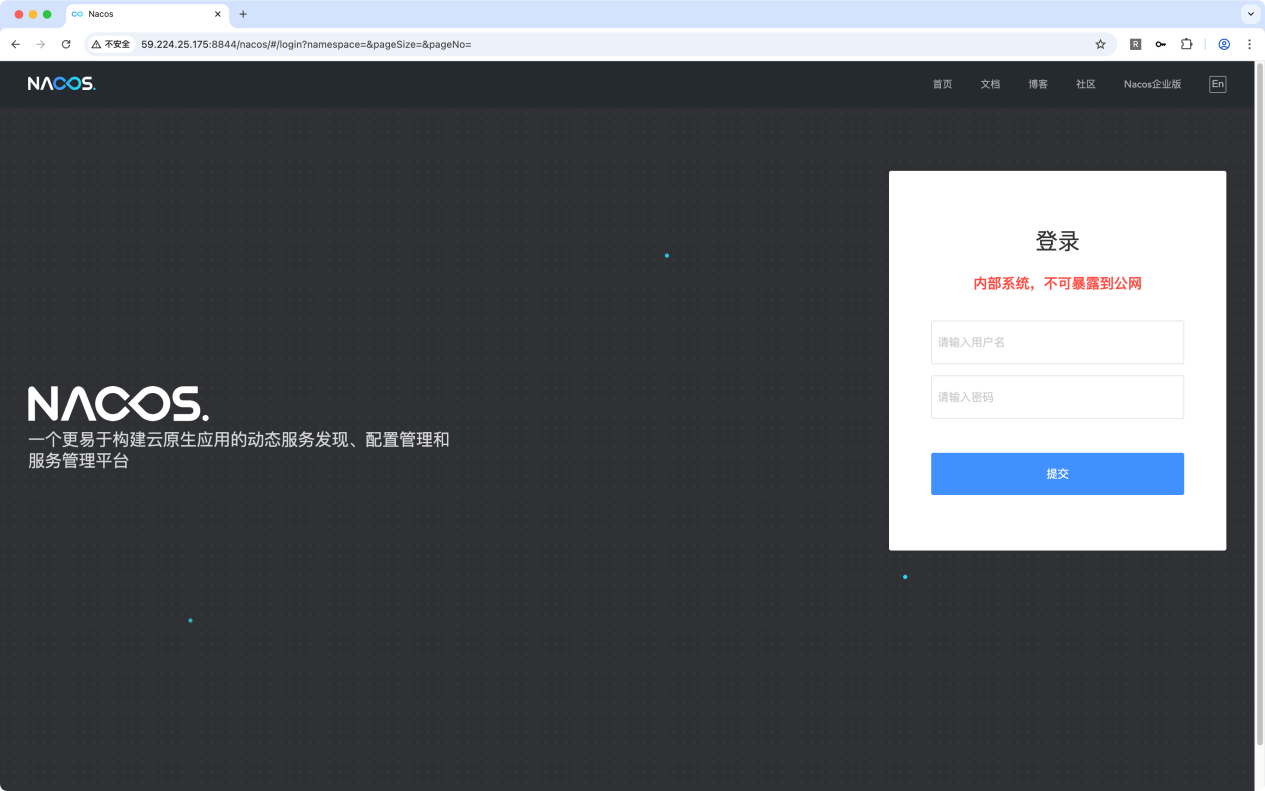 Nacos
不安全
59.224.25.175:8844/nacos/#/login?namespace=&pageSize=&pageNo=
R
NACOS.
首页 文档 博客 社区 Nacos企业版 En
登录
内部系统，不可暴露到公网
请输入用户名
请输入密码
提交
NACOS.
一个更易于构建云原生应用的动态服务发现、配置管理和
服务管理平台